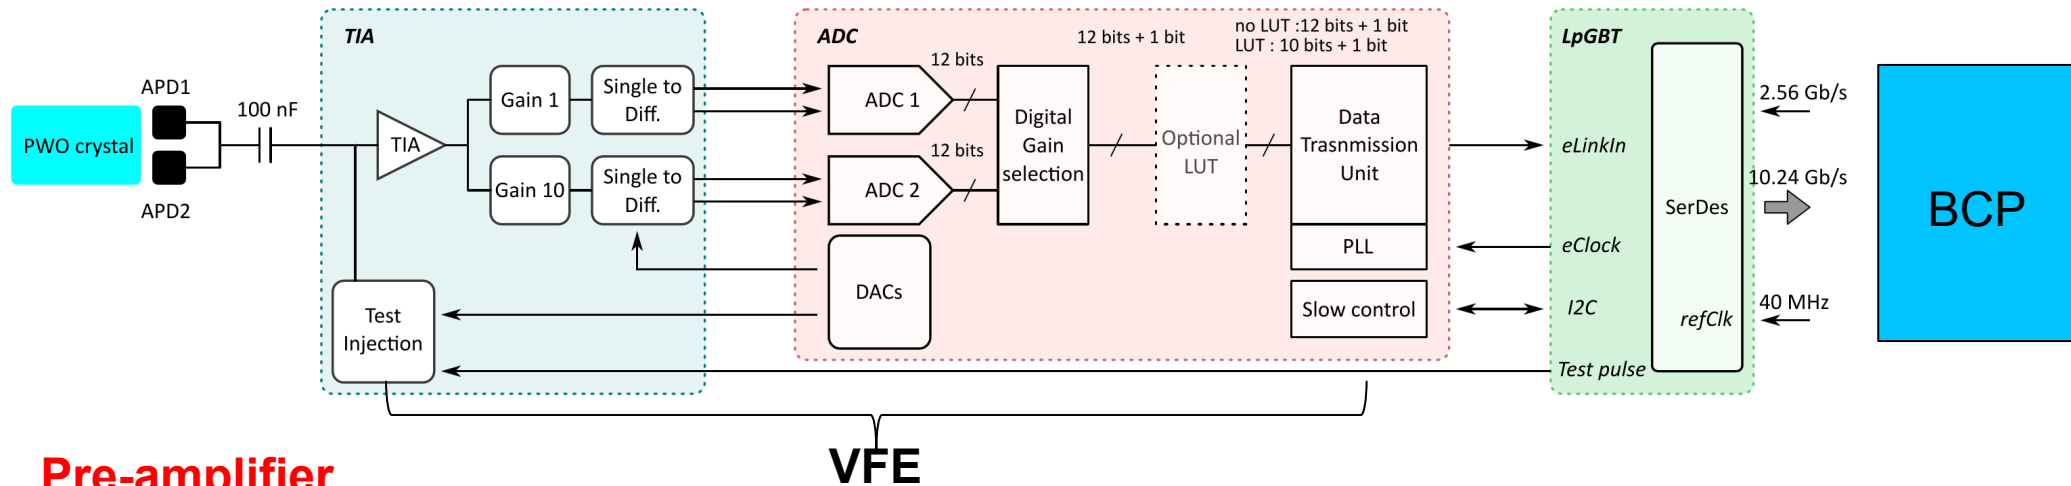 TIA
ADC
LpGBT
12 bits + 1 bit
no LUT :12 bits + 1 bit
LUT : 10 bits + 1 bit
APD1
100 nF
PWO crystal
APD2
TIA
Gain 1
Single to
Diff.
Gain 10
Single to
Diff.
12 bits
ADC 1
12 bits
ADC 2
Digital
Gain
selection
Optional
LUT
Data
Trasnmission
Unit
PLL
DACs
Slow control
Test
Injection
eLinkIn
eClock
I2C
Test pulse
SerDes
refClk
2.56 Gb/s
10.24 Gb/s
40 MHz
BCP
VFE
Pre-amplifier